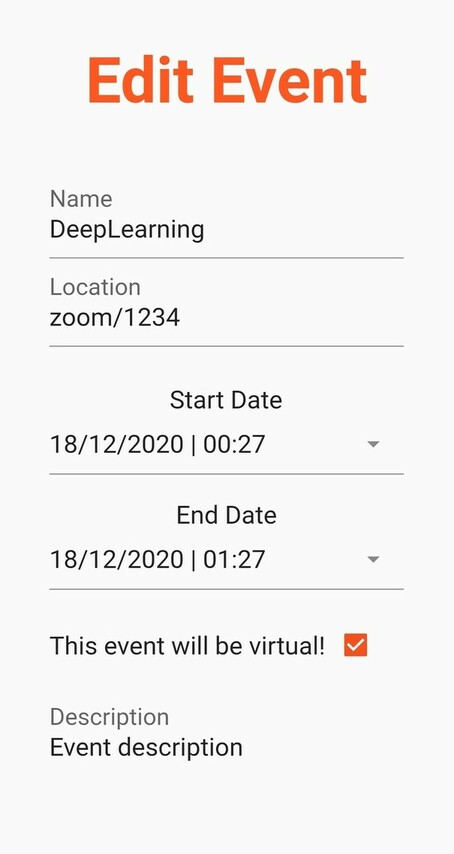 Edit Event
Name
DeepLearning
Location
zoom/1234
Start Date
18/12/2020 | 00:27
End Date
18/12/2020 | 01:27
This event will be virtual!
Description
Event description